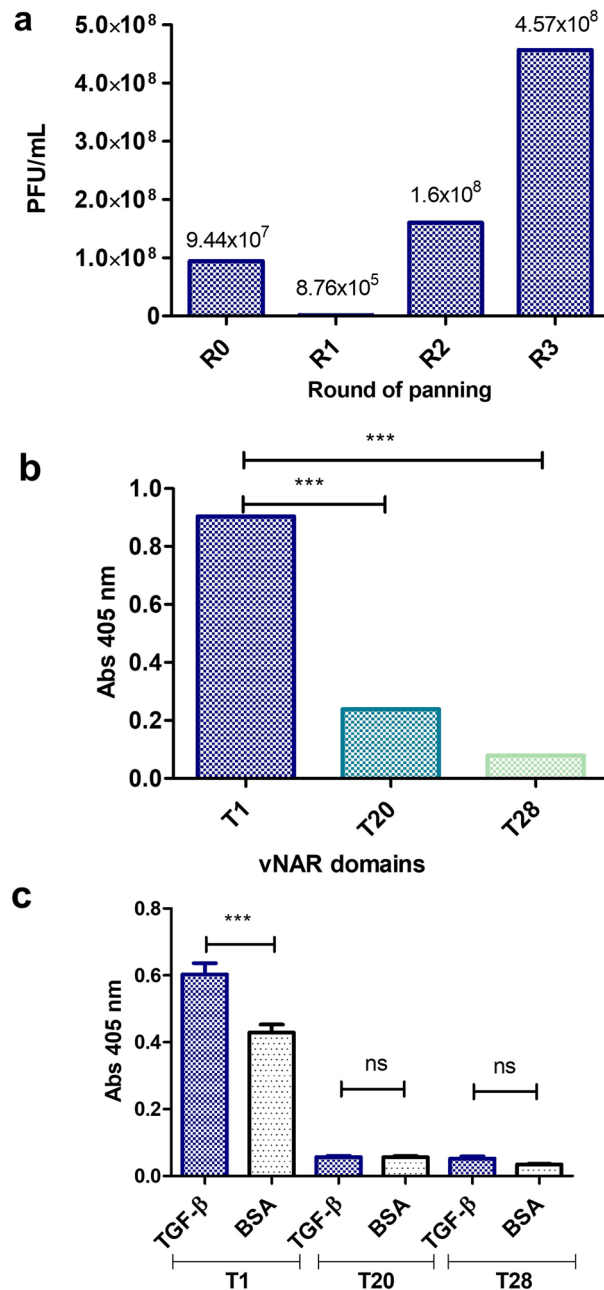 a
PFU/mL
5.0×10⁸
4.0×10⁸
3.0×10⁸
2.0×10⁸
1.0×10⁸
0
9.44x10⁷
8.76x10⁵
1.6x10⁸
4.57x10⁸
R0
R1
R2
R3
Round of panning
b
***
***
Abs 405 nm
1.0
0.8
0.6
0.4
0.2
0.0
T1
T20
T28
vNAR domains
c
Abs 405 nm
0.8
0.6
0.4
0.2
0.0
***
ns
ns
TGF-β
BSA
TGF-β
BSA
TGF-β
BSA
T1
T20
T28